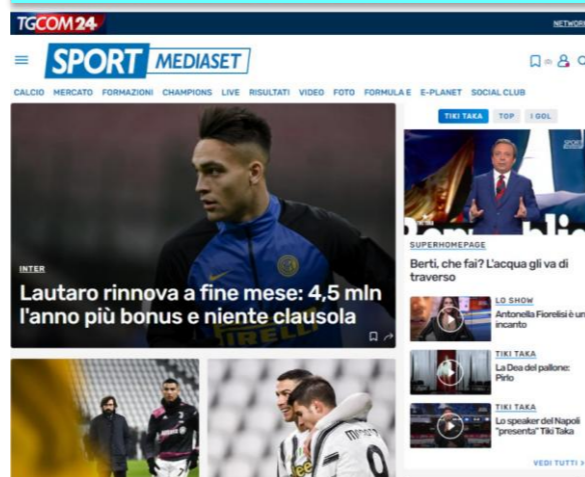 TGCOM24
NETWORK
SPORT MEDIASET
CALCIO MERCATO FORMAZIONI CHAMPIONS LIVE RISULTATI VIDEO FOTO FORMULA E E-PLANET SOCIAL CLUB
TIKI TAKA TOP I GOL
INTER
Lautaro rinnova a fine mese: 4,5 mln
l'anno più bonus e niente clausola
IRELLI
SUPERHOMEPAGE
Berti, che fai? L'acqua gli va di
traverso
LO SHOW
Antonella Fiorelisi è un
incanto
TIKI TAKA
La Dea del pallone:
Pirlo
TIKI TAKA
Lo speaker del Napoli
"presenta" Tiki Taka
VEDI TUTTI >